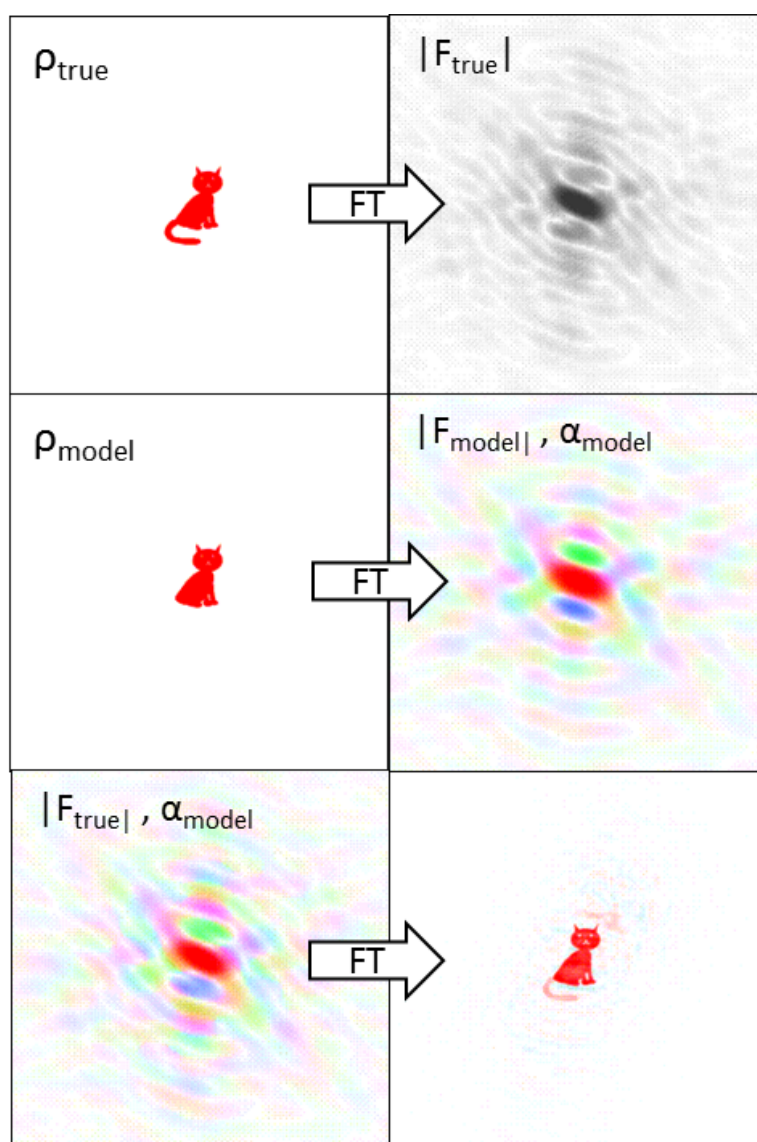 ρtrue
|Ftrue|
FT
ρmodel
|Fmodel| , αmodel
FT
|Ftrue| , αmodel
FT